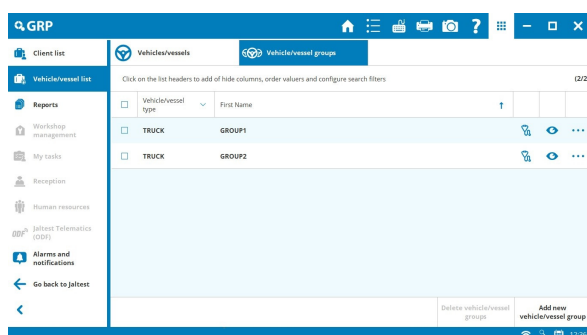 GRP
?
Client list
Vehicles/vessels
Vehicle/vessel groups
Vehicle/vessel list
Click on the list headers to add of hide columns, order valuers and configure search filters
(2/2
Reports
Vehicle/vessel
type
First Name
Workshop
management
TRUCK GROUP1
My tasks
TRUCK GROUP2
Reception
Human resources
ODF
Jaltest Telematics
(ODF)
Alarms and
notifications
Go back to Jaltest
Delete vehicle/vessel
groups
Add new
vehicle/vessel group